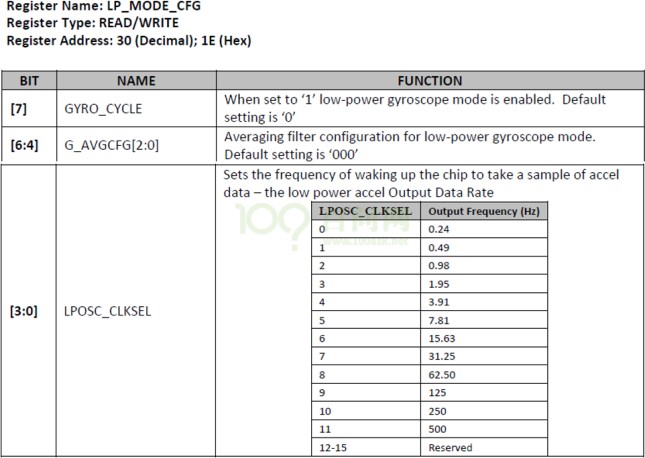 Register Name: LP_MODE_CFG
Register Type: READ/WRITE
Register Address: 30 (Decimal); 1E (Hex)
BIT NAME FUNCTION
[7] GYRO_CYCLE When set to ‘1’ low-power gyroscope mode is enabled. Default
setting is ‘0’
[6:4] G_AVGCFG[2:0] Averaging filter configuration for low-power gyroscope mode.
Default setting is ‘000’
[3:0] LPOSC_CLKSEL Sets the frequency of waking up the chip to take a sample of accel
data – the low power accel Output Data Rate
LPOSC_CLKSEL Output Frequency (Hz)
0 0.24
1 0.49
2 0.98
3 1.95
4 3.91
5 7.81
6 15.63
7 31.25
8 62.50
9 125
10 250
11 500
12-15 Reserved